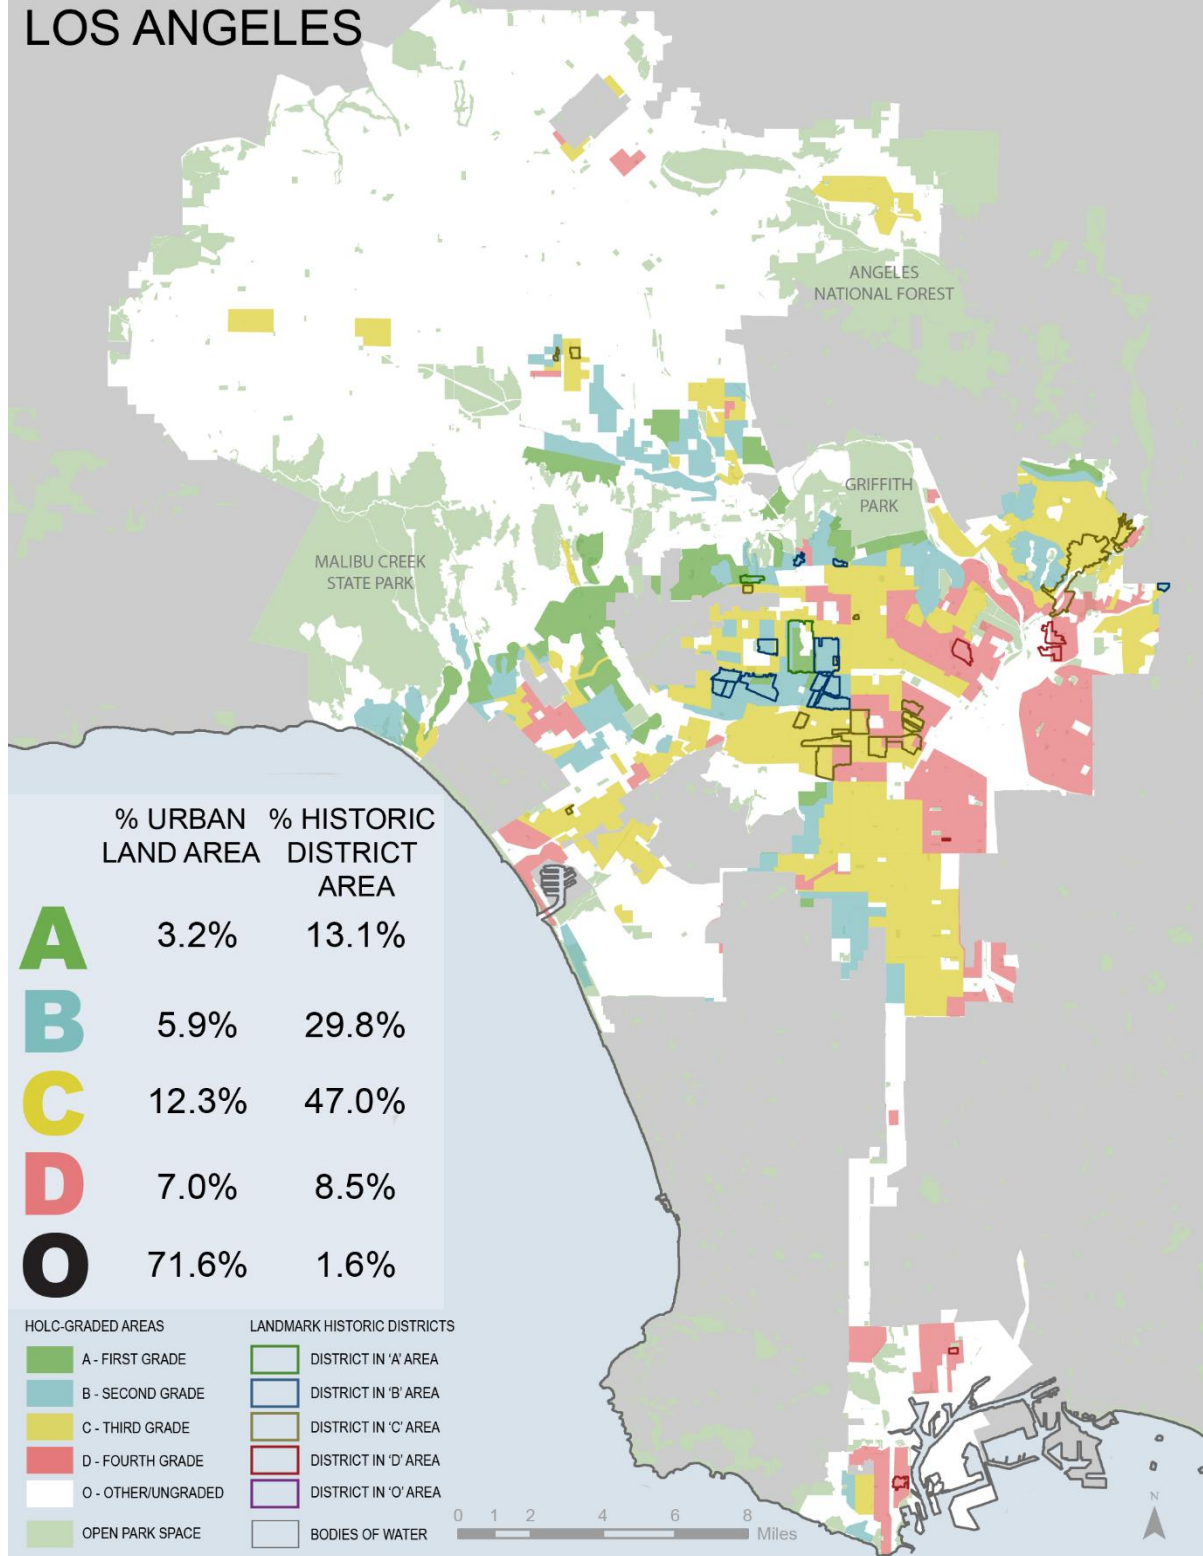 LOS ANGELES
ANGELES
NATIONAL FOREST
GRIFFITH
PARK
MALIBU CREEK
STATE PARK
% URBAN
LAND AREA
% HISTORIC
DISTRICT
AREA
A 3.2% 13.1%
B 5.9% 29.8%
C 12.3% 47.0%
D 7.0% 8.5%
O 71.6% 1.6%
HOLC-GRADED AREAS
A - FIRST GRADE
B - SECOND GRADE
C - THIRD GRADE
D - FOURTH GRADE
O - OTHER/UNGRADED
OPEN PARK SPACE
LANDMARK HISTORIC DISTRICTS
DISTRICT IN 'A' AREA
DISTRICT IN 'B' AREA
DISTRICT IN 'C' AREA
DISTRICT IN 'D' AREA
DISTRICT IN 'O' AREA
BODIES OF WATER
0 1 2 4 6 8
Miles
N